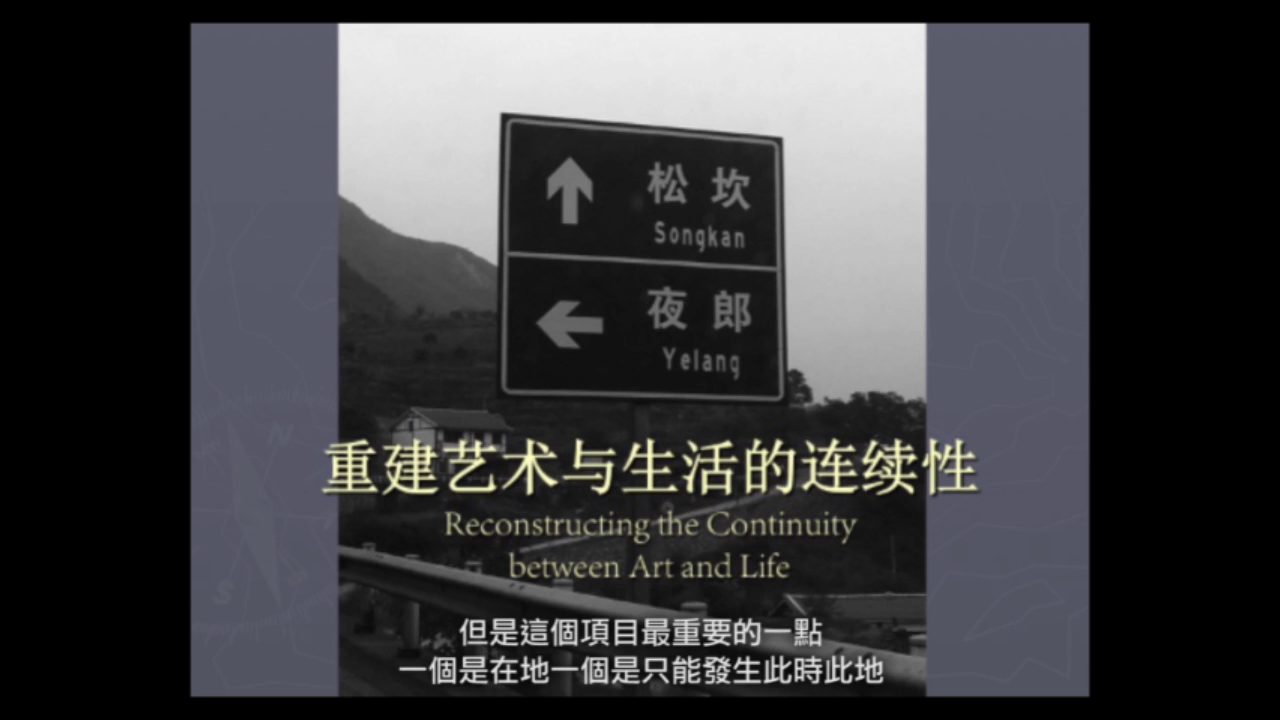 松坎
Songkan
夜郎
Yelang
重建艺术与生活的连续性
Reconstructing the Continuity
between Art and Life
但是這個項目最重要的一點
一個是在地一個是只能發生此時此地
N
S